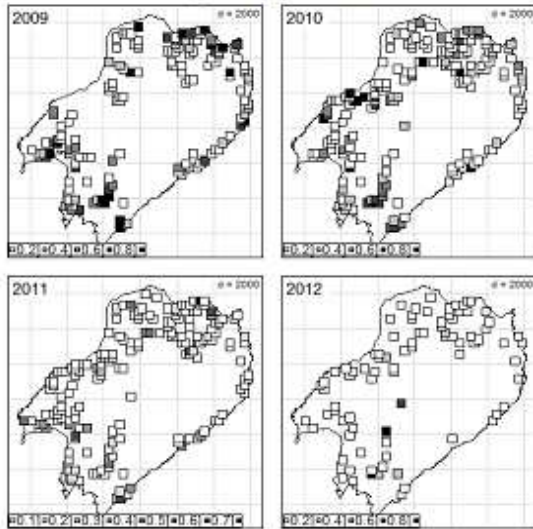 2009 d = 2000
0.2] 0.4] 0.6] 0.8]
2010 d = 2000
0.2] 0.4] 0.6] 0.8]
2011 d = 2000
0.1] 0.2] 0.3] 0.4] 0.5] 0.6] 0.7]
2012 d = 2000
0.2] 0.4] 0.6] 0.8]